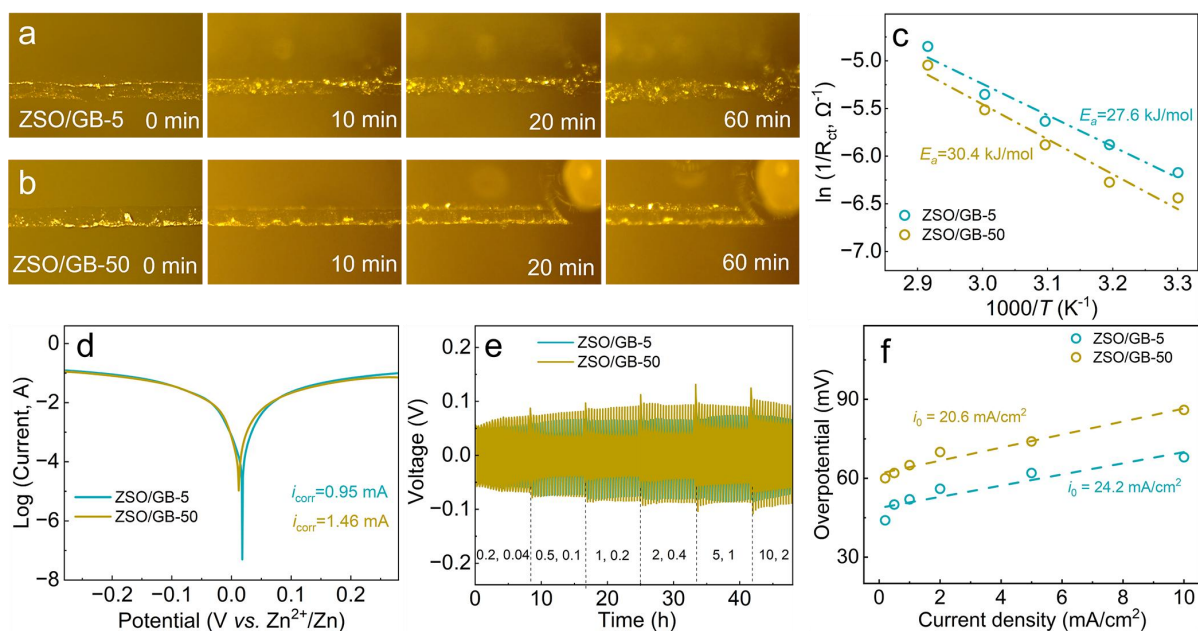 a
ZSO/GB-5 0 min
10 min
20 min
60 min
b
ZSO/GB-50 0 min
10 min
20 min
60 min
c
ln (1/Rct, Ω-1)
−5.0
−5.5
−6.0
−6.5
−7.0
Ea=27.6 kJ/mol
Ea=30.4 kJ/mol
ZSO/GB-5
ZSO/GB-50
2.9 3.0 3.1 3.2 3.3
1000/T (K-1)
d
Log (Current, A)
0
−2
−4
−6
−8
ZSO/GB-5
ZSO/GB-50
icorr=0.95 mA
icorr=1.46 mA
−0.2 −0.1 0.0 0.1 0.2
Potential (V vs. Zn2+/Zn)
e
Voltage (V)
0.2
0.1
0.0
−0.1
−0.2
ZSO/GB-5
ZSO/GB-50
0.2, 0.04 0.5, 0.1 1, 0.2 2, 0.4 5, 1 10, 2
0 10 20 30 40
Time (h)
f
Overpotential (mV)
90
60
30
ZSO/GB-5
ZSO/GB-50
i0 = 20.6 mA/cm2
i0 = 24.2 mA/cm2
0 2 4 6 8 10
Current density (mA/cm2)